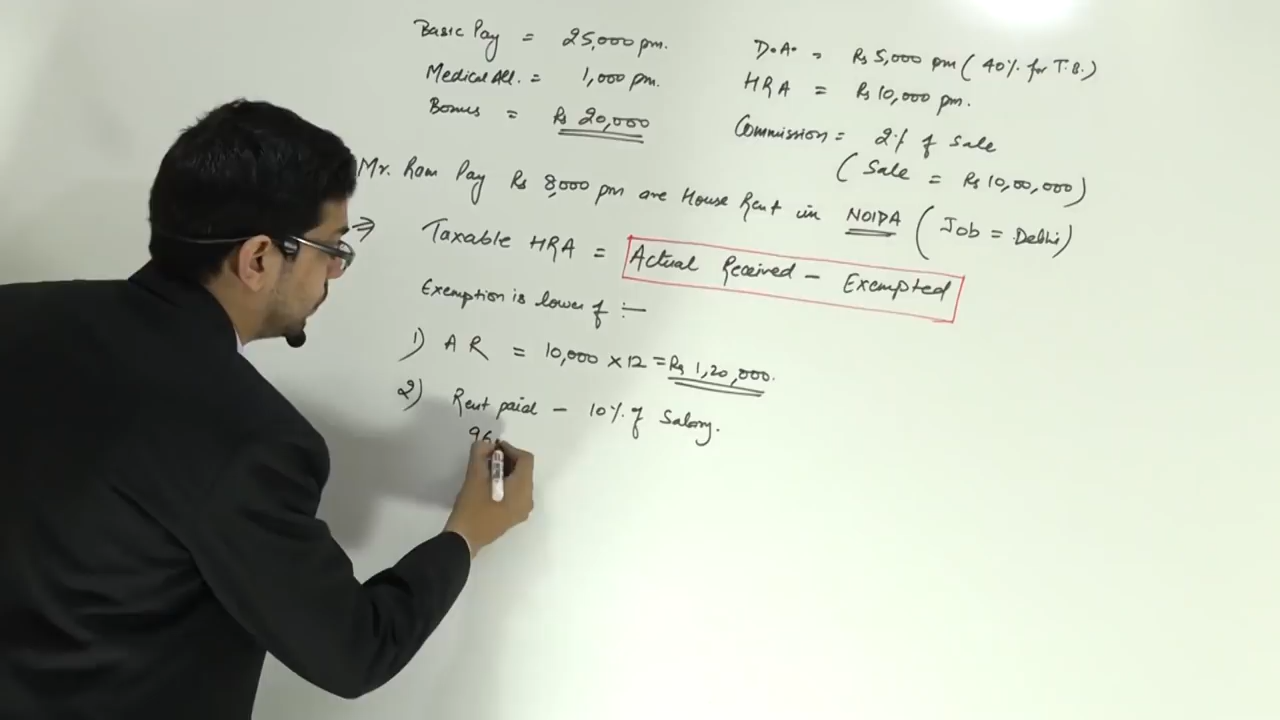 Basic Pay = 25,000 pm.
Medical All. = 1,000 pm.
Bonus = Rs 20,000
D.A. = Rs 5,000 pm (40% for T.B.)
HRA = Rs 10,000 pm.
Commission = 2% of Sale
(Sale = Rs 10,00,000)
Mr. Ram Pay Rs 8,000 pm are House Rent in NOIDA (Job = Delhi)
⇒ Taxable HRA = Actual Received - Exempted
Exemption is lower of :-
1) AR = 10,000 × 12 = Rs 1,20,000.
2) Rent paid - 10% of Salary.
96